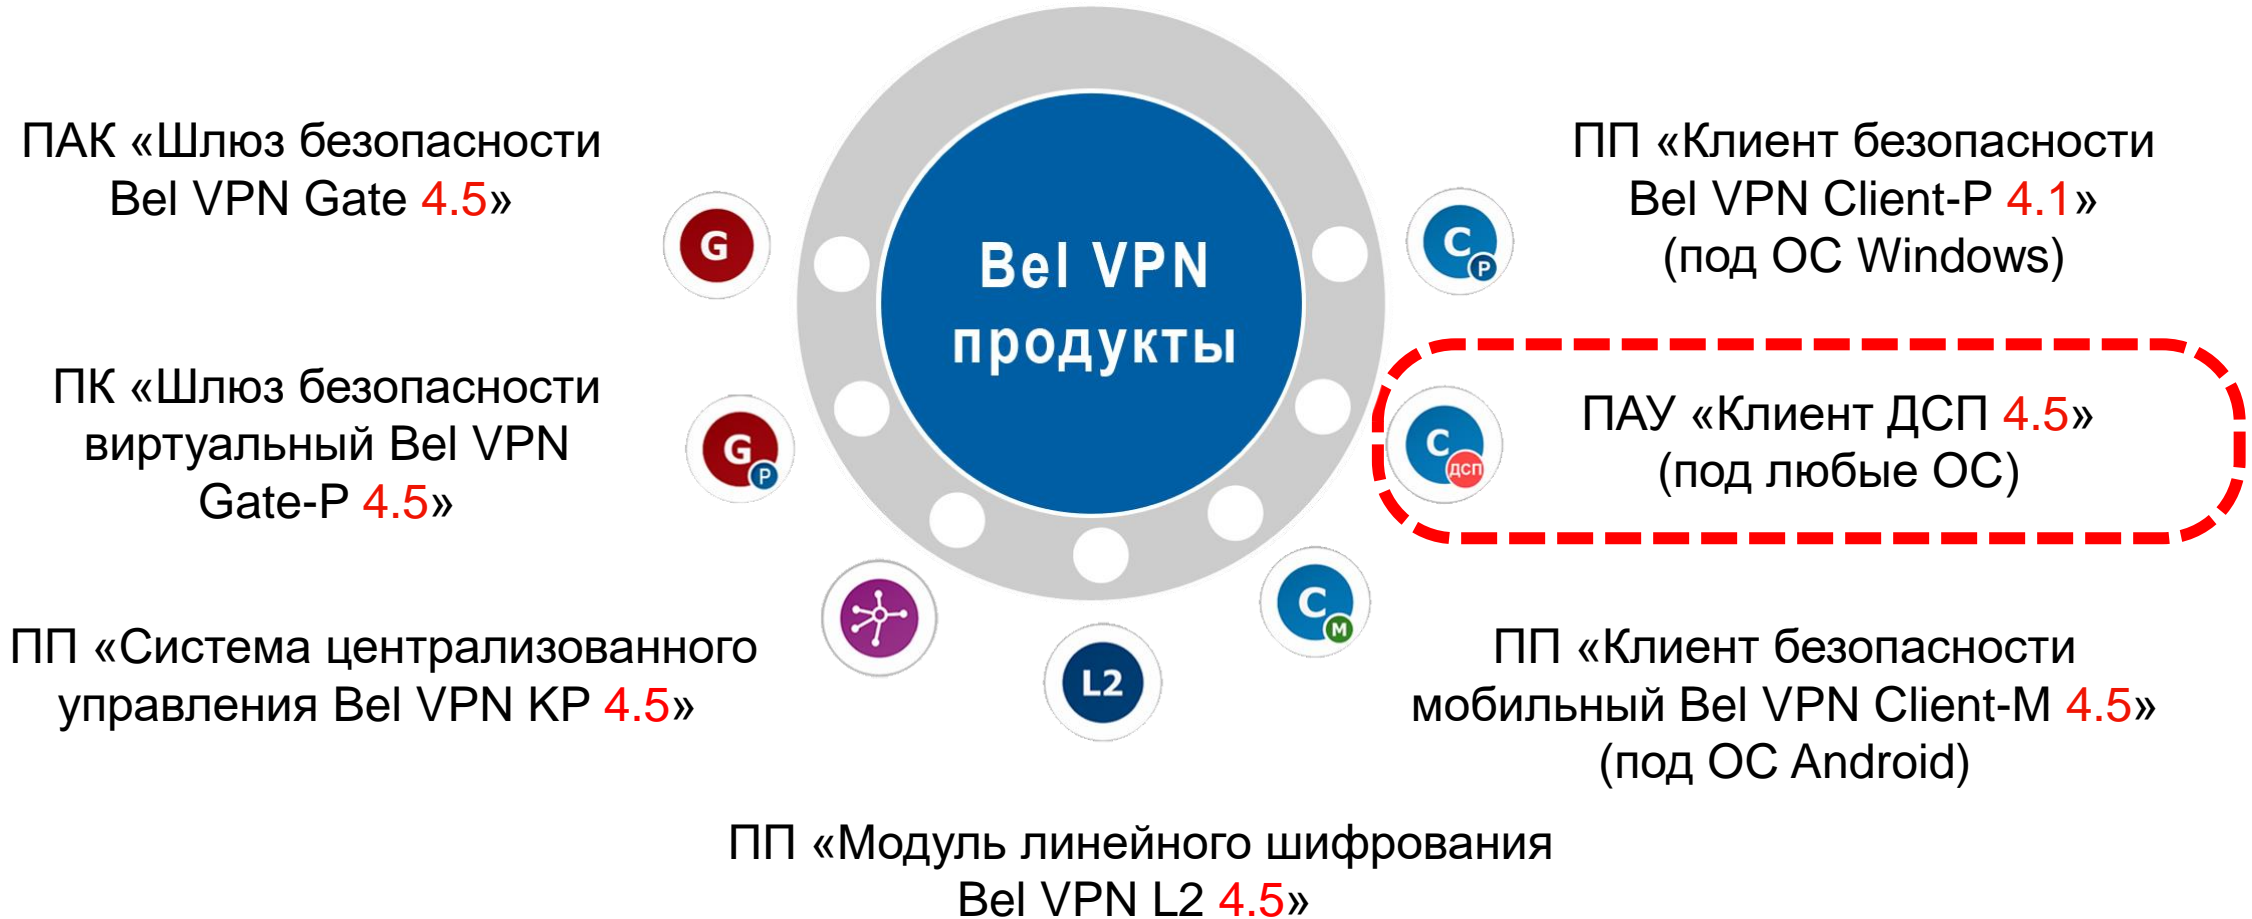 ПАК «Шлюз безопасности
Bel VPN Gate 4.5»
G
ПК «Шлюз безопасности
виртуальный Bel VPN
Gate-P 4.5»
G
P
ПП «Система централизованного
управления Bel VPN KP 4.5»
Bel VPN
продукты
L2
ПП «Модуль линейного шифрования
Bel VPN L2 4.5»
C
P
ПП «Клиент безопасности
Bel VPN Client-P 4.1»
(под ОС Windows)
C
ДСП
ПАУ «Клиент ДСП 4.5»
(под любые ОС)
C
M
ПП «Клиент безопасности
мобильный Bel VPN Client-M 4.5»
(под ОС Android)